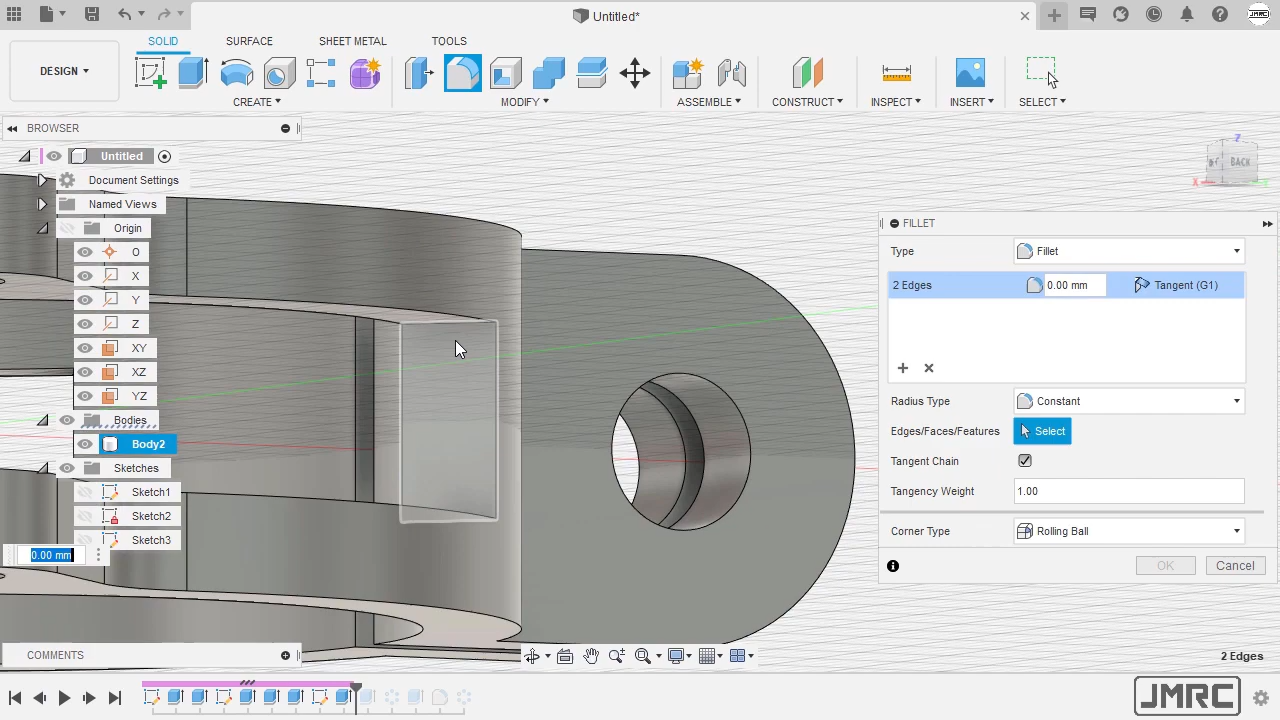 Untitled*
JMRC
DESIGN
SOLID
SURFACE
SHEET METAL
TOOLS
CREATE
MODIFY
ASSEMBLE
CONSTRUCT
INSPECT
INSERT
SELECT
BROWSER
Untitled
Document Settings
Named Views
Origin
O
X
Y
Z
XY
XZ
YZ
Bodies
Body2
Sketches
Sketch1
Sketch2
Sketch3
0.00 mm
Z
BACK
X
FILLET
Type
Fillet
2 Edges
0.00 mm
Tangent (G1)
Radius Type
Constant
Edges/Faces/Features
Select
Tangent Chain
Tangency Weight
1.00
Corner Type
Rolling Ball
OK
Cancel
COMMENTS
2 Edges
JMRC